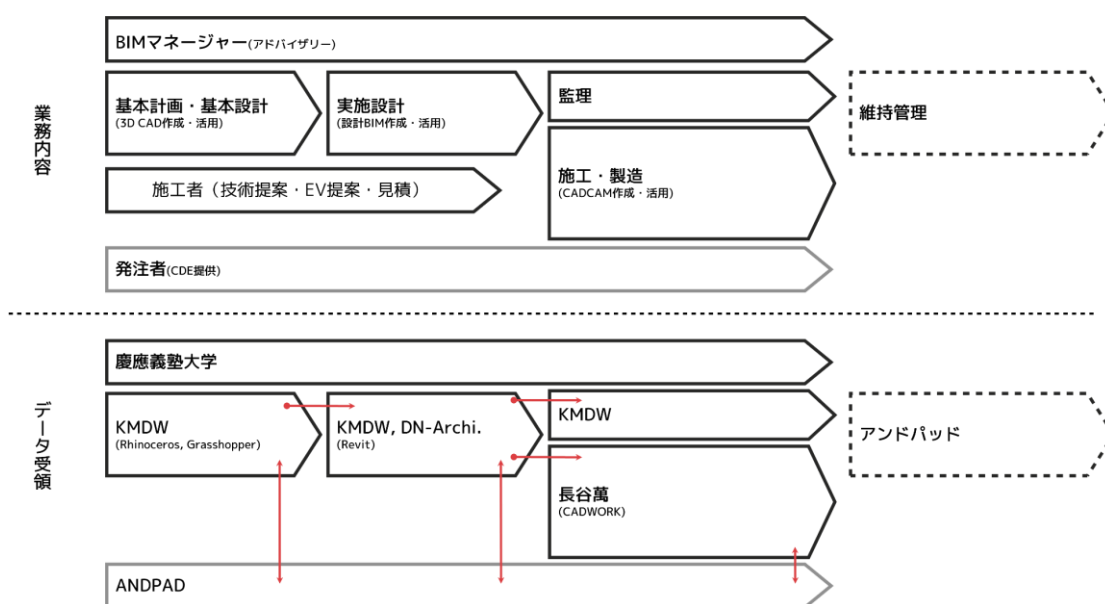 業務内容
BIMマネージャー(アドバイザリー)
基本計画・基本設計
(3D CAD作成・活用)
実施設計
(設計BIM作成・活用)
監理
維持管理
施工・製造
(CADCAM作成・活用)
施工者（技術提案・EV提案・見積）
発注者(CDE提供)
データ受領
慶應義塾大学
KMDW
(Rhinoceros, Grasshopper)
KMDW, DN-Archi.
(Revit)
KMDW
アンドパッド
長谷萬
(CADWORK)
ANDPAD